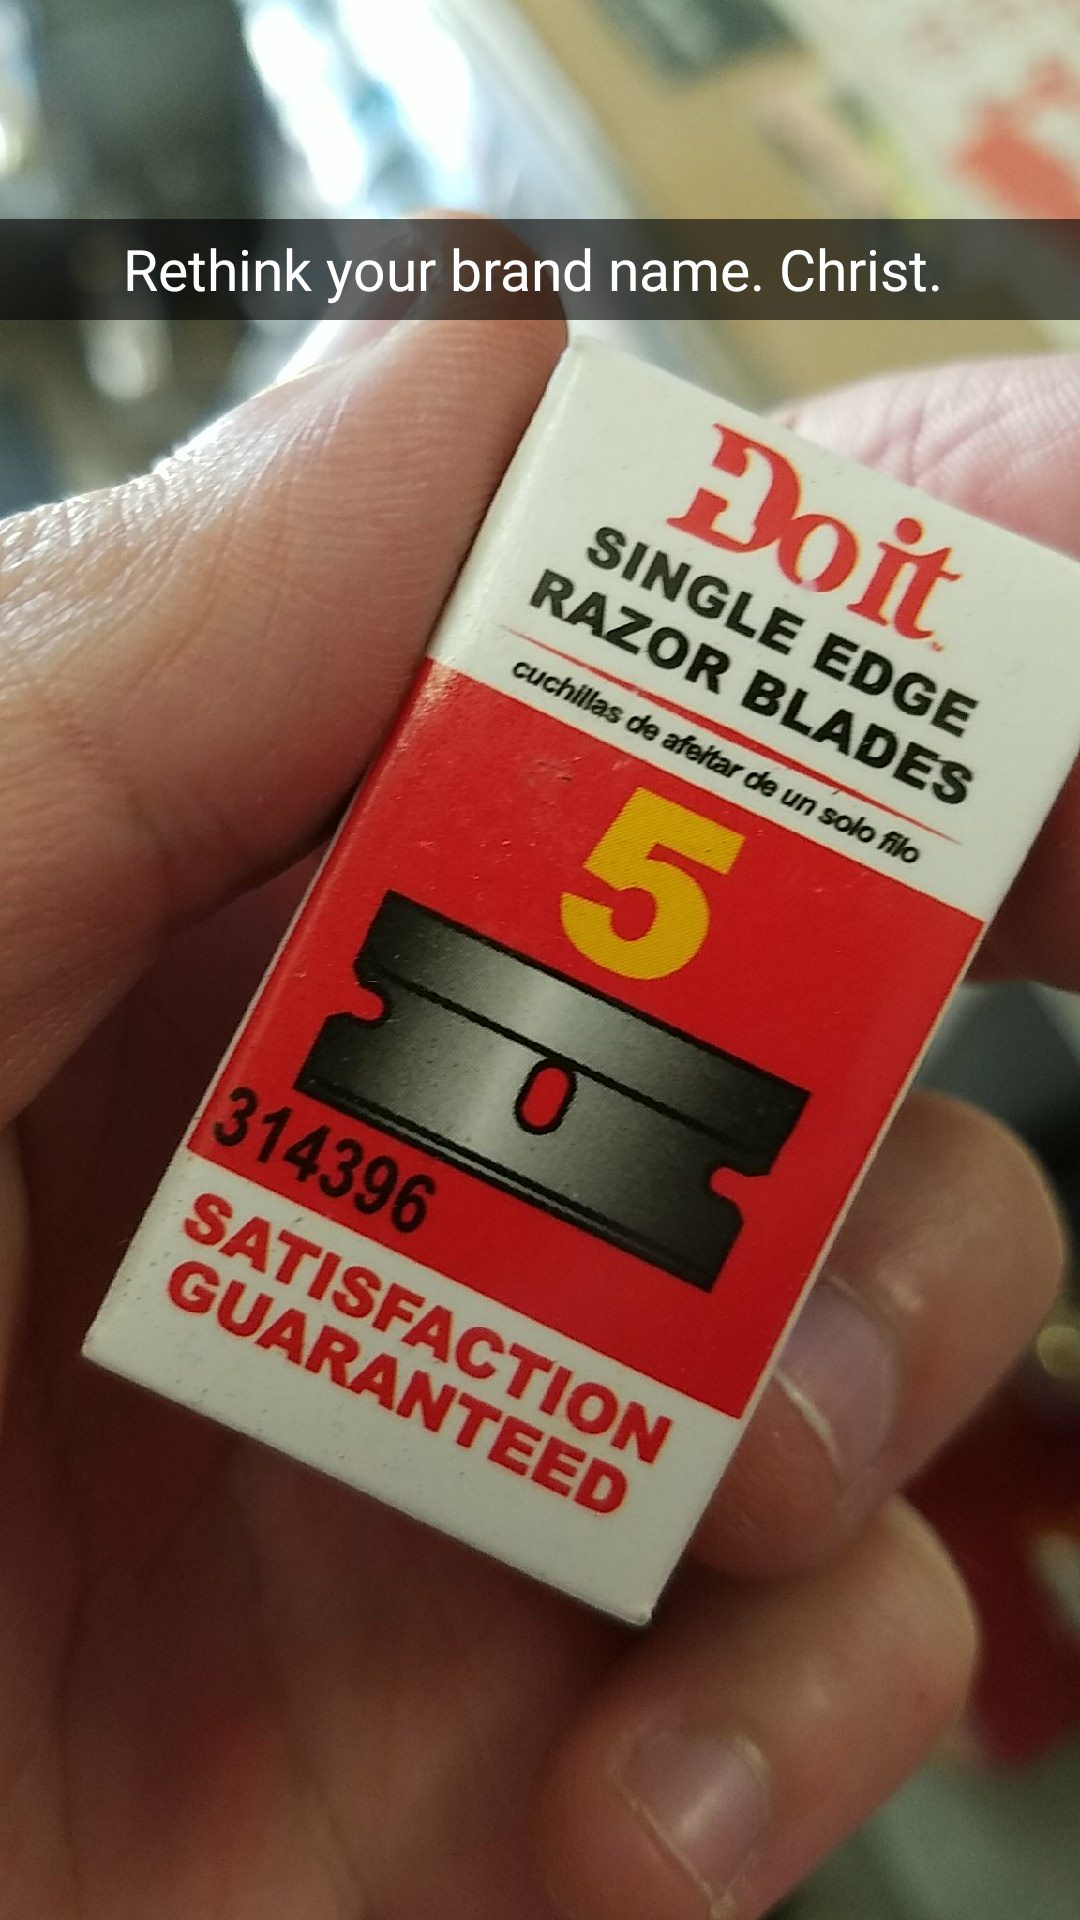 Rethink your brand name. Christ.
Do it
SINGLE EDGE
RAZOR BLADES
cuchillas de afeitar de un solo filo
5
314396
SATISFACTION
GUARANTEED